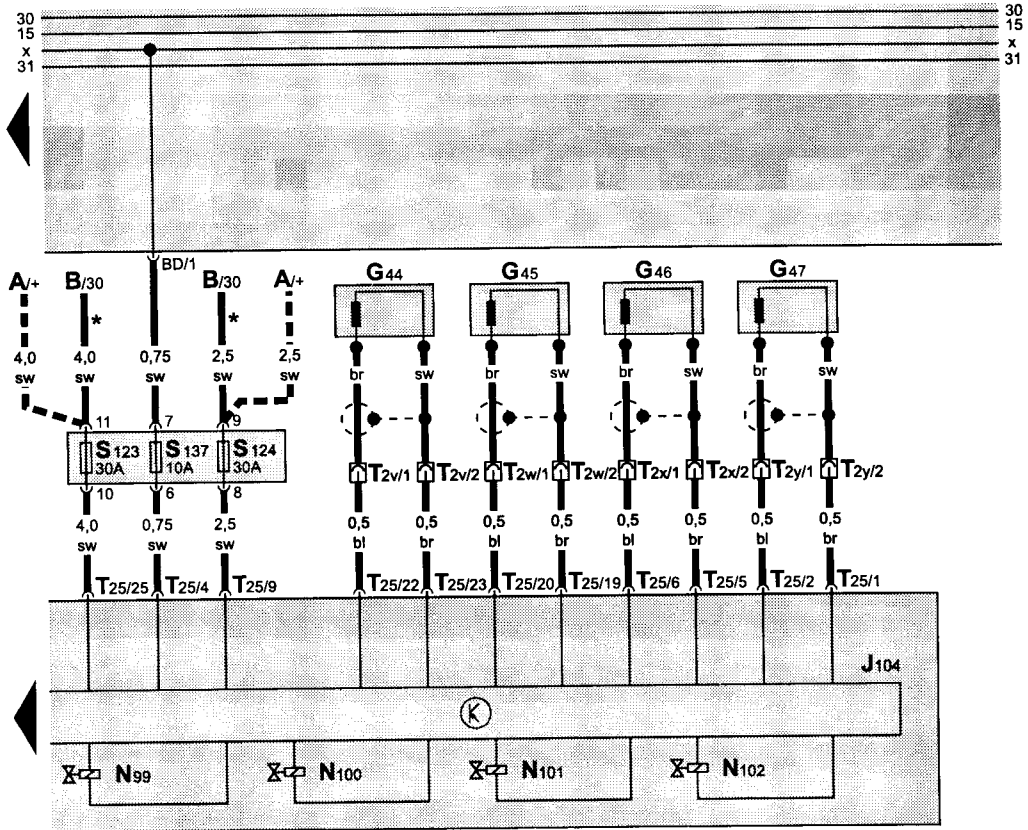 30 30
15 15
x x
31 31
BD/1
A/+ B/30 B/30 A/+ G44 G45 G46 G47
* *
4,0 4,0 0,75 2,5 2,5
sw sw sw sw sw
br sw br sw br sw br sw
11 7 9
S123 S137 S124
30A 10A 30A
10 6 8
T2v/1 T2v/2 T2w/1 T2w/2 T2x/1 T2x/2 T2y/1 T2y/2
4,0 0,75 2,5 0,5 0,5 0,5 0,5 0,5 0,5 0,5 0,5
sw sw sw bl br bl br bl br bl br
T25/25 T25/4 T25/9 T25/22 T25/23 T25/20 T25/19 T25/6 T25/5 T25/2 T25/1
J104
K
N99 N100 N101 N102